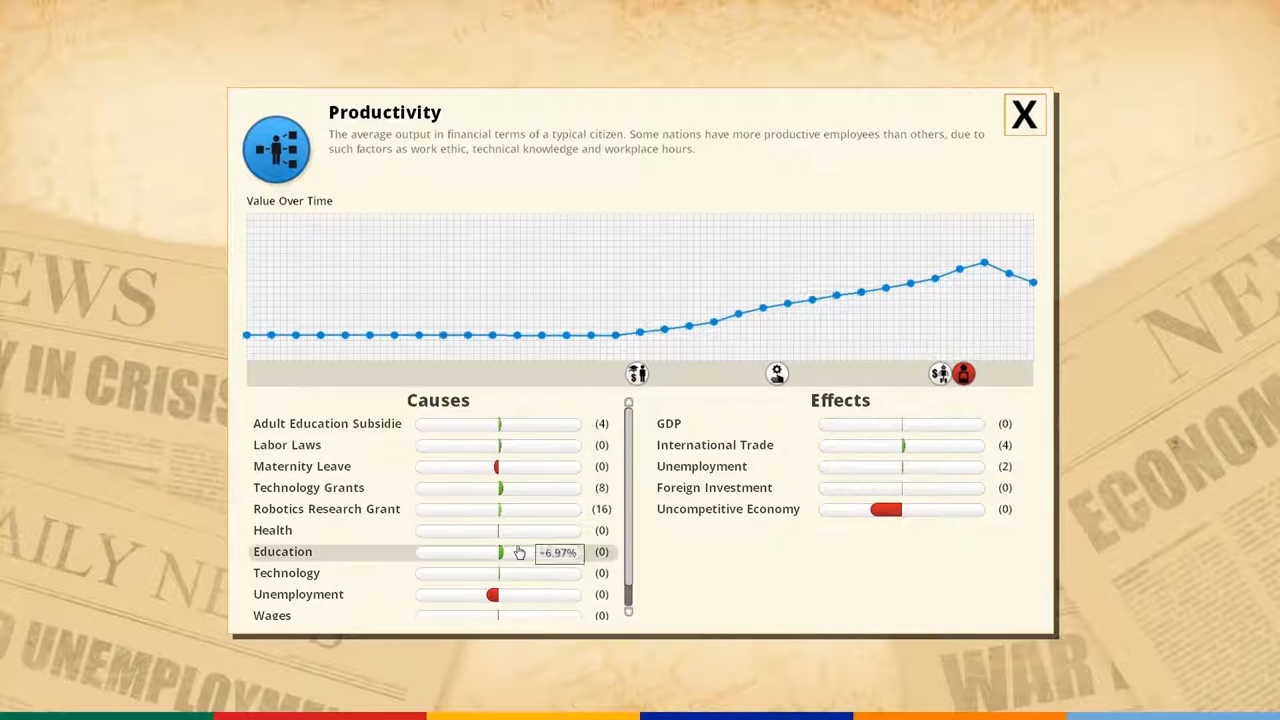 Productivity
The average output in financial terms of a typical citizen. Some nations have more productive employees than others, due to
such factors as work ethic, technical knowledge and workplace hours.
X
Value Over Time
Causes
Adult Education Subsidie (4)
Labor Laws (0)
Maternity Leave (0)
Technology Grants (8)
Robotics Research Grant (16)
Health (0)
Education +6.97% (0)
Technology (0)
Unemployment (0)
Wages (0)
Effects
GDP (0)
International Trade (4)
Unemployment (2)
Foreign Investment (0)
Uncompetitive Economy (0)
EWS
Y IN CRISIS
DAILY NE
UNEMPLOYM
NE
ECONOM
WAR